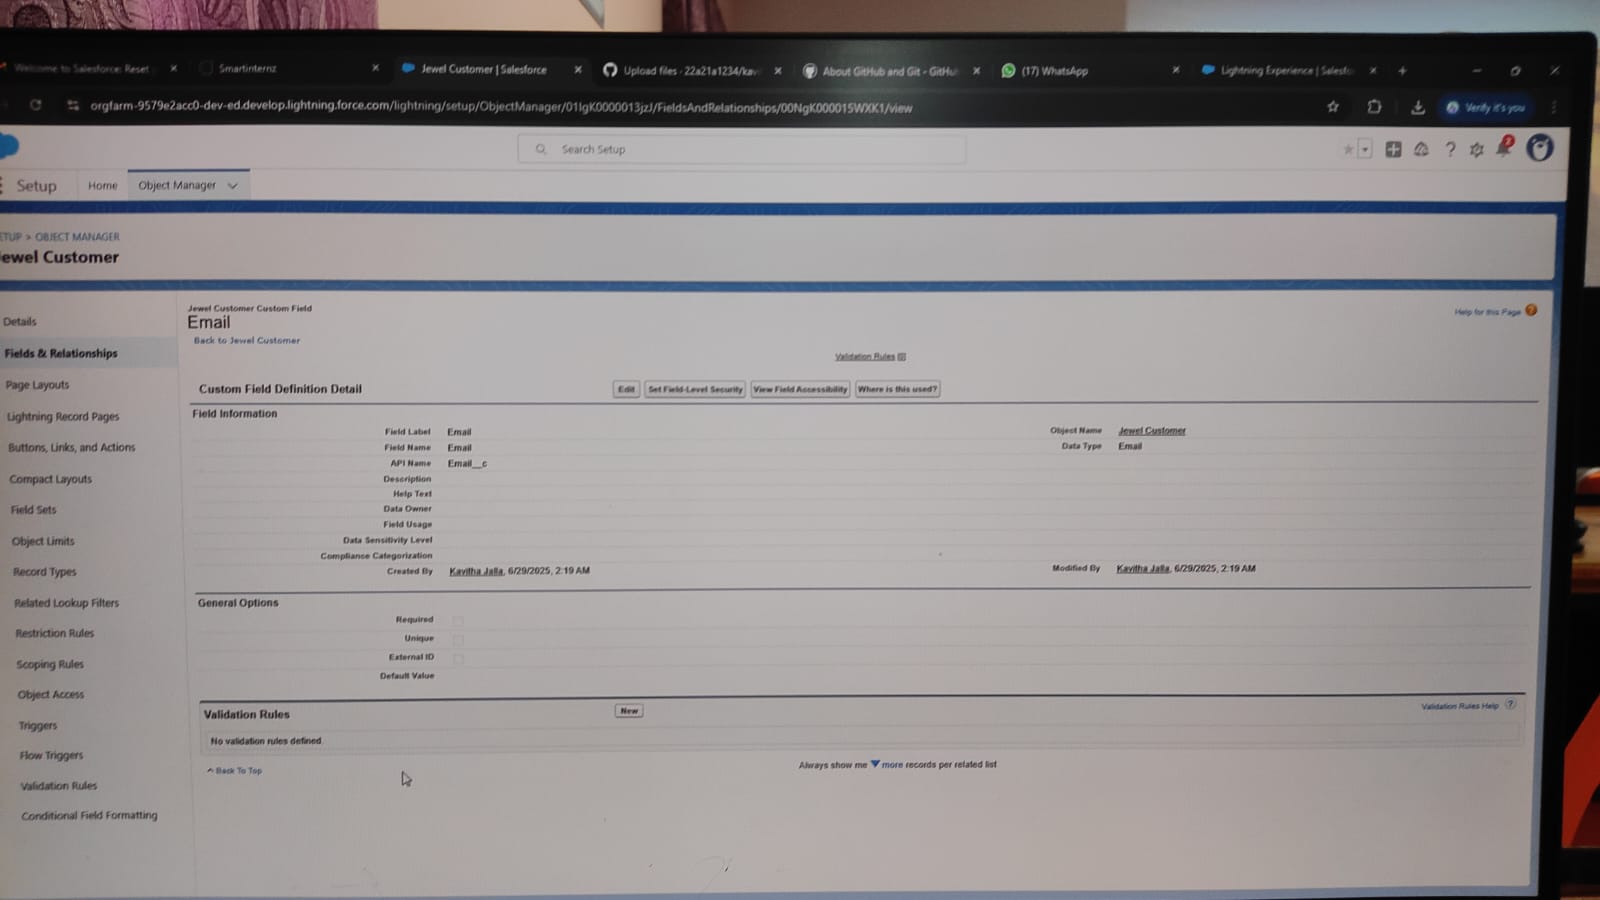 Welcome to Salesforce: Reset
Smartinternz
Jewel Customer | Salesforce
Upload files · 22a21a1234/kav
About GitHub and Git - GitHu
(17) WhatsApp
Lightning Experience | Salesfo
orgfarm-9579e2acc0-dev-ed.develop.lightning.force.com/lightning/setup/ObjectManager/01IgK0000013jzJ/FieldsAndRelationships/00NgK000015WXK1/view
Verify it's you
Search Setup
2
Setup
Home
Object Manager
ETUP > OBJECT MANAGER
ewel Customer
Details
Fields & Relationships
Page Layouts
Lightning Record Pages
Buttons, Links, and Actions
Compact Layouts
Field Sets
Object Limits
Record Types
Related Lookup Filters
Restriction Rules
Scoping Rules
Object Access
Triggers
Flow Triggers
Validation Rules
Conditional Field Formatting
Jewel Customer Custom Field
Email
Back to Jewel Customer
Help for this Page ?
Validation Rules [0]
Custom Field Definition Detail
Edit Set Field-Level Security View Field Accessibility Where is this used?
Field Information
Field Label Email Object Name Jewel Customer
Field Name Email Data Type Email
API Name Email__c
Description
Help Text
Data Owner
Field Usage
Data Sensitivity Level
Compliance Categorization
Created By Kavitha Jalla, 6/29/2025, 2:19 AM Modified By Kavitha Jalla, 6/29/2025, 2:19 AM
General Options
Required
Unique
External ID
Default Value
Validation Rules New Validation Rules Help ?
No validation rules defined.
^ Back To Top Always show me more records per related list